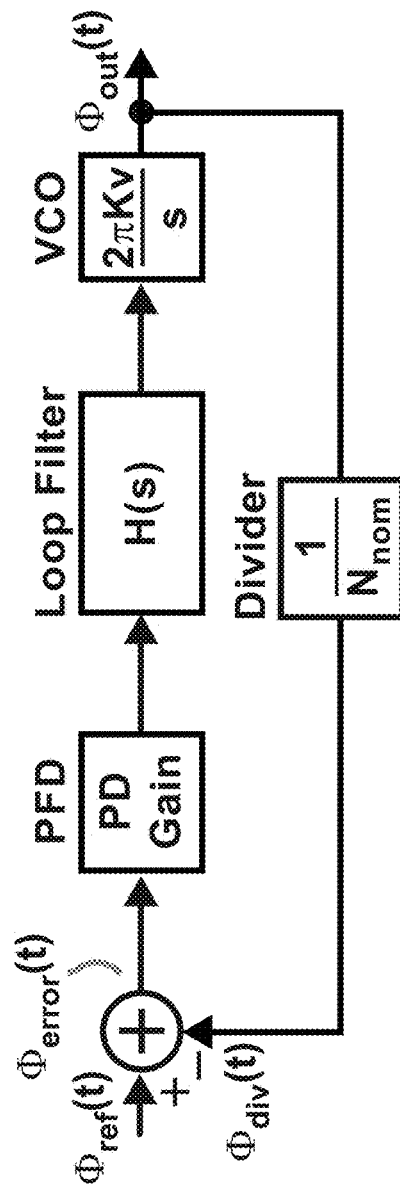 PFD
Loop Filter
VCO
Φerror(t)
Φref(t)
+
+
−
Φdiv(t)
PD
Gain
H(s)
2πKv
s
Φout(t)
Divider
1
Nnom